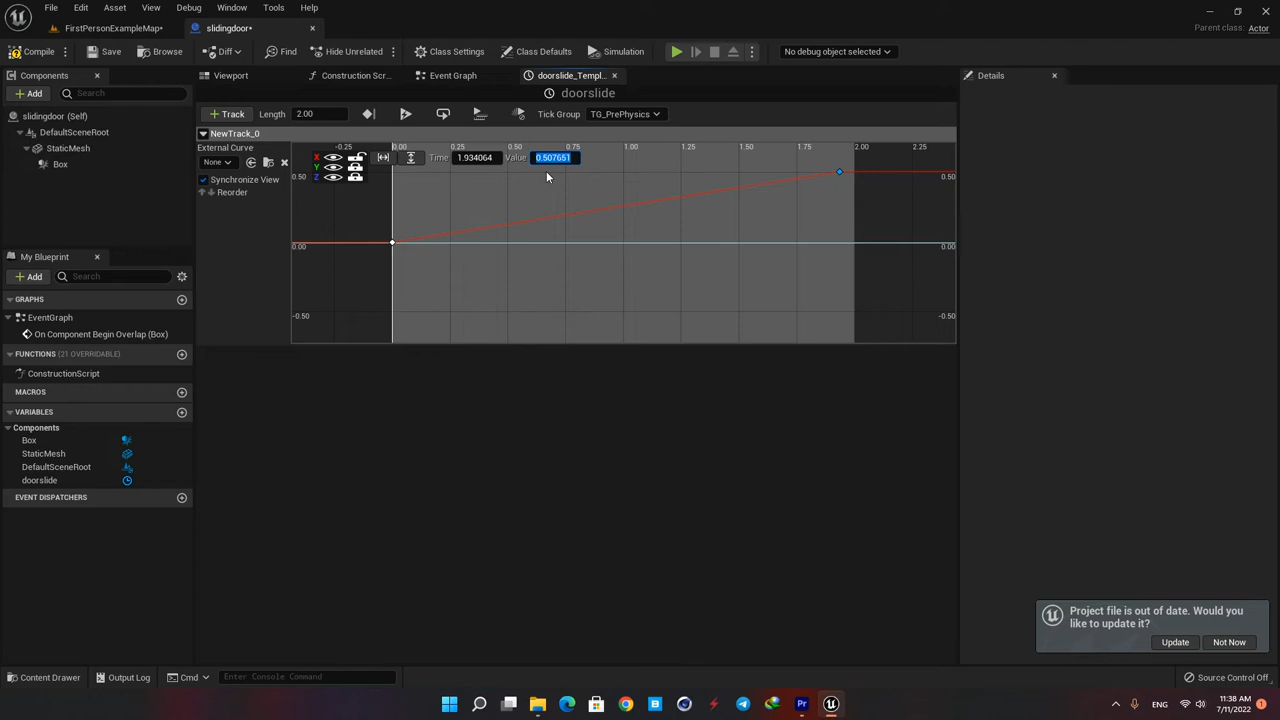 File Edit Asset View Debug Window Tools Help
FirstPersonExampleMap•
slidingdoor•
Parent class: Actor
Compile
Save
Browse
Diff
Find
Hide Unrelated
Class Settings
Class Defaults
Simulation
No debug object selected
Components
Viewport
Construction Scr...
Event Graph
doorslide_Templ...
Details
Add
Search
doorslide
slidingdoor (Self)
DefaultSceneRoot
StaticMesh
Box
Track
Length
2.00
Tick Group
TG_PrePhysics
NewTrack_0
External Curve
None
Synchronize View
Reorder
-0.25 0.00 0.25 0.50 0.75 1.00 1.25 1.50 1.75 2.00 2.25
X
Y
Z
Time
1.934064
Value
0.507651
0.50
0.50
0.00
0.00
-0.50
-0.50
My Blueprint
Add
Search
GRAPHS
EventGraph
On Component Begin Overlap (Box)
FUNCTIONS (21 OVERRIDABLE)
ConstructionScript
MACROS
VARIABLES
Components
Box
StaticMesh
DefaultSceneRoot
doorslide
EVENT DISPATCHERS
Project file is out of date. Would you
like to update it?
Update
Not Now
Content Drawer
Output Log
Cmd
Enter Console Command
Source Control Off
ENG
11:38 AM
7/11/2022